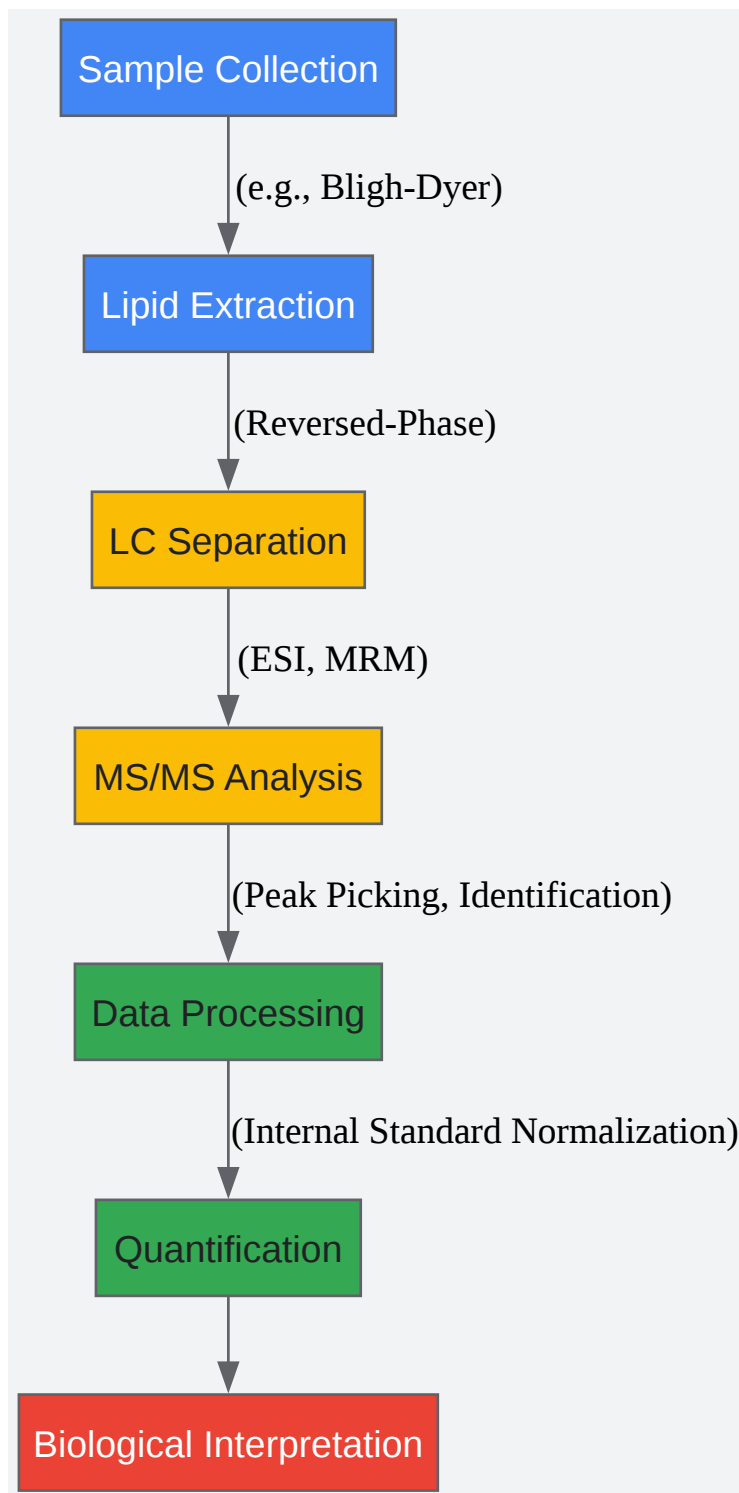 Sample Collection
(e.g., Bligh-Dyer)
Lipid Extraction
(Reversed-Phase)
LC Separation
(ESI, MRM)
MS/MS Analysis
(Peak Picking, Identification)
Data Processing
(Internal Standard Normalization)
Quantification
Biological Interpretation